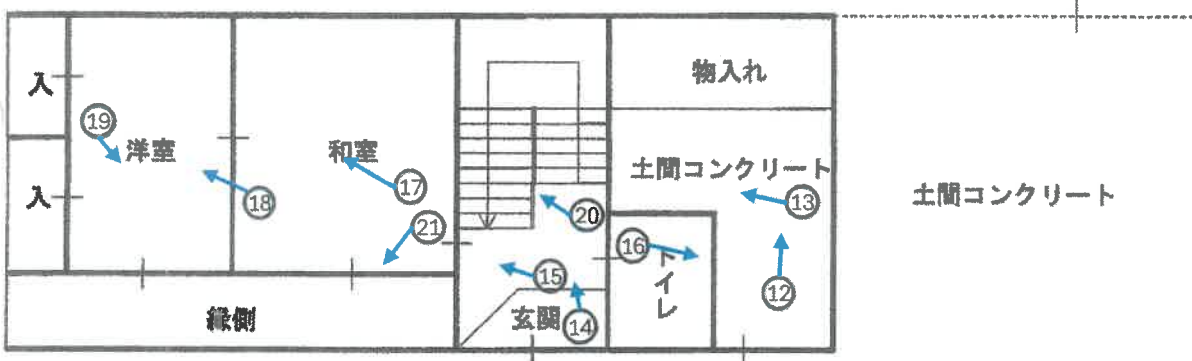 物入れ
入
⑲
洋室
和室
土間コンクリート
⑰
⑬
土間コンクリート
入
⑱
⑳
㉑
⑯
トイレ
⑮
⑫
縁側
玄関
⑭